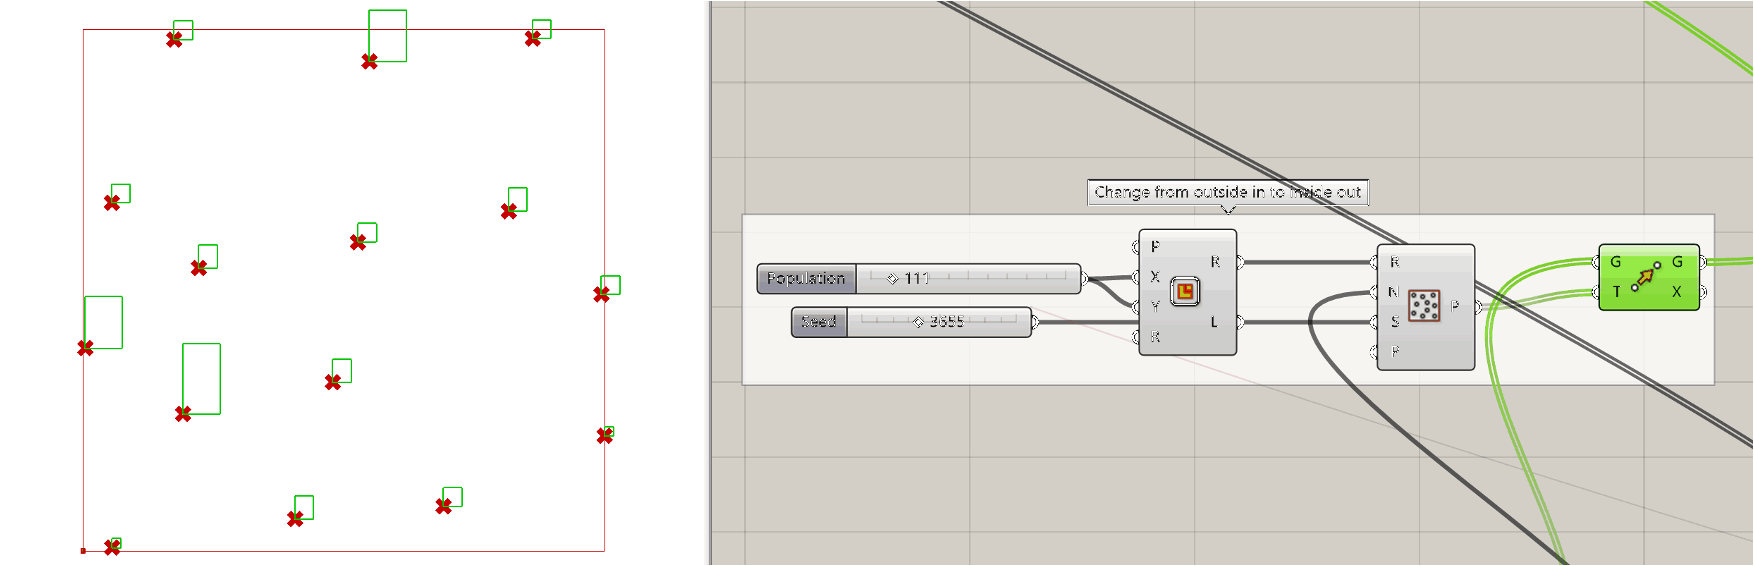 Change from outside in to inside out
Population 111
Seed 3655
P
X
Y
R
R
L
R
N
S
P
P
G
T
G
X